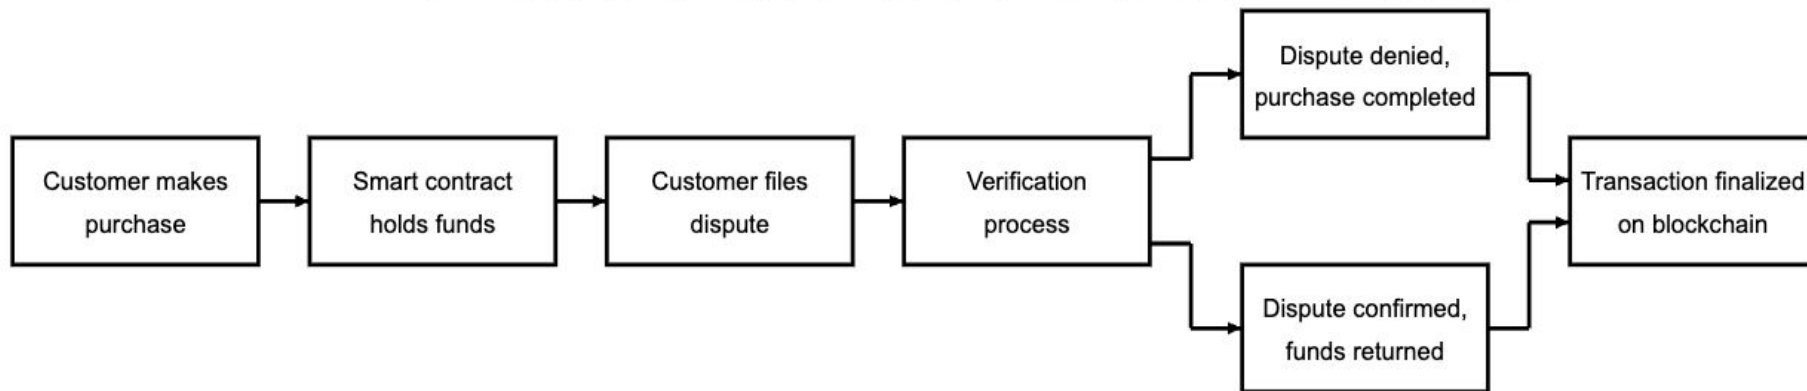 Customer makes
purchase
Smart contract
holds funds
Customer files
dispute
Verification
process
Dispute denied,
purchase completed
Dispute confirmed,
funds returned
Transaction finalized
on blockchain